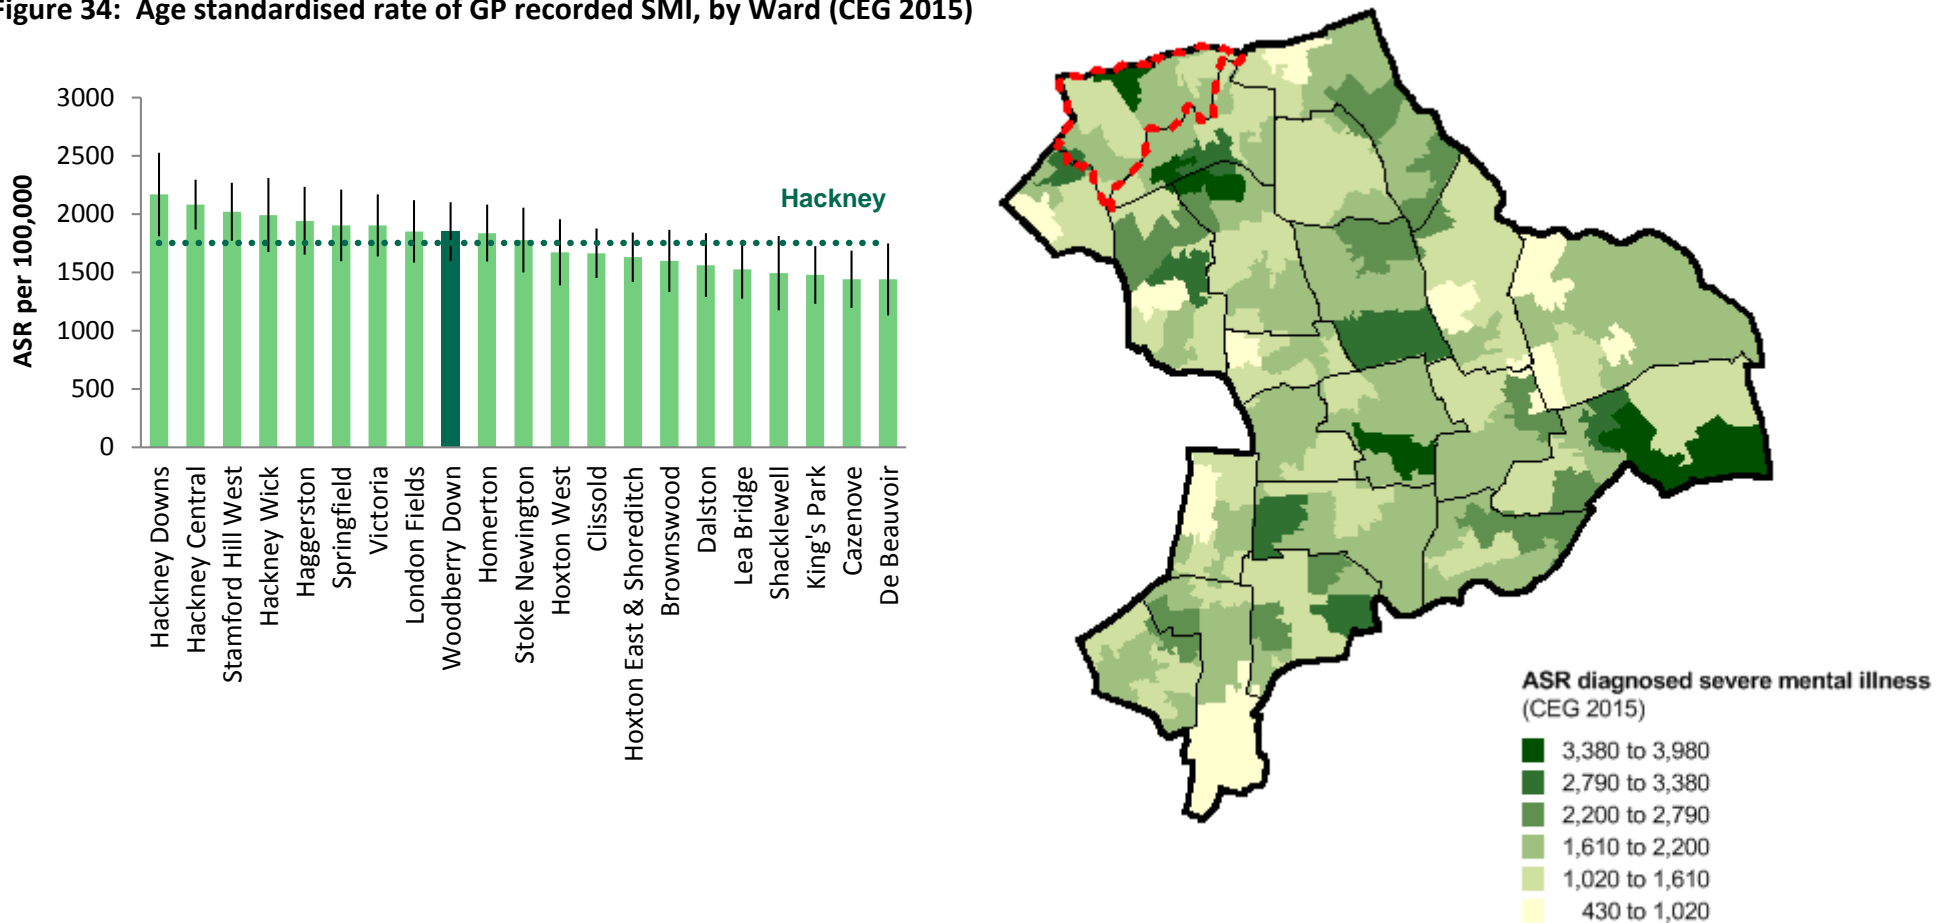 Figure 34:  Age standardised rate of GP recorded SMI, by Ward (CEG 2015)
ASR per 100,000
3000
2500
2000
1500
1000
500
0
Hackney
Hackney Downs
Hackney Central
Stamford Hill West
Hackney Wick
Haggerston
Springfield
Victoria
London Fields
Woodberry Down
Homerton
Stoke Newington
Hoxton West
Clissold
Hoxton East & Shoreditch
Brownswood
Dalston
Lea Bridge
Shacklewell
King's Park
Cazenove
De Beauvoir
ASR diagnosed severe mental illness
(CEG 2015)
3,380 to 3,980
2,790 to 3,380
2,200 to 2,790
1,610 to 2,200
1,020 to 1,610
430 to 1,020